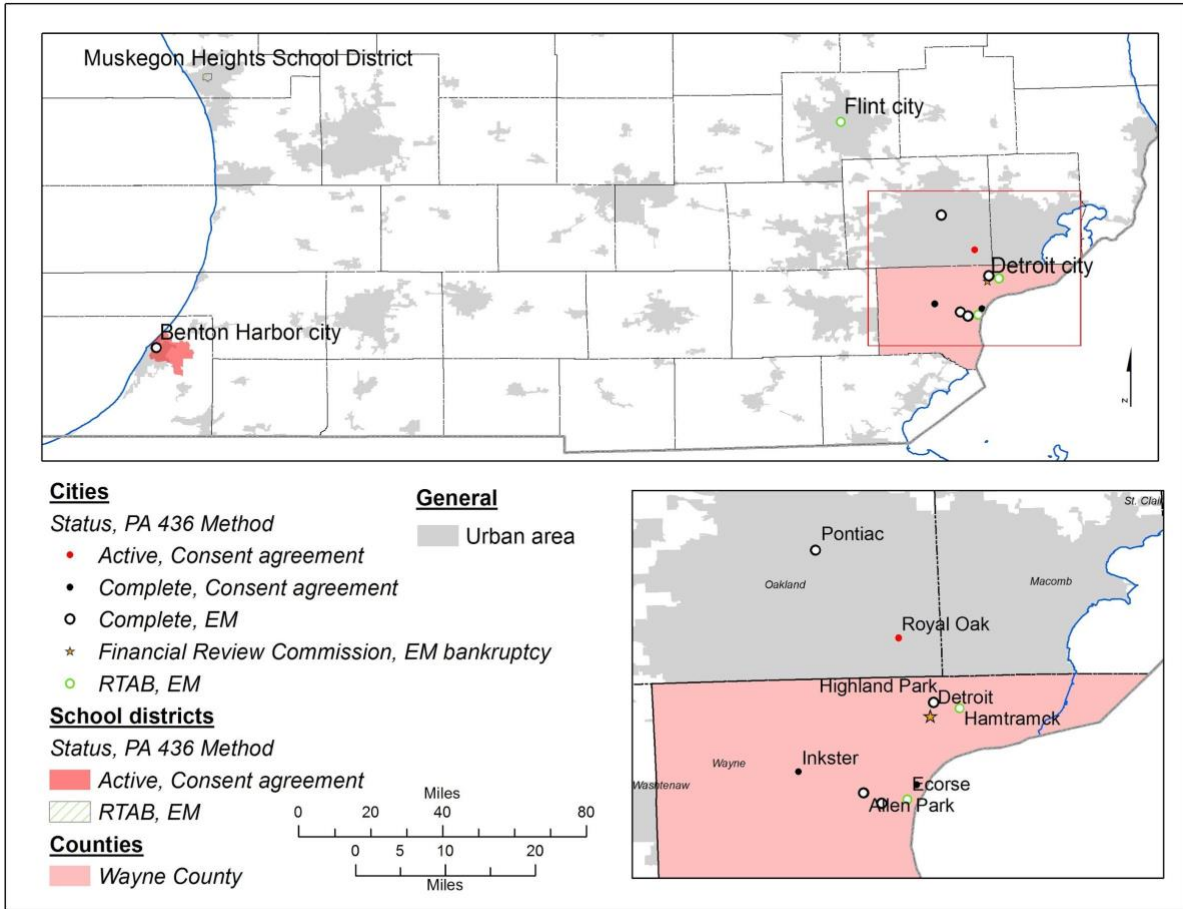 Muskegon Heights School District
Flint city
Detroit city
Benton Harbor city
N
Cities
Status, PA 436 Method
Active, Consent agreement
Complete, Consent agreement
Complete, EM
Financial Review Commission, EM bankruptcy
RTAB, EM
School districts
Status, PA 436 Method
Active, Consent agreement
RTAB, EM
Counties
Wayne County
General
Urban area
Miles
0 20 40 80
0 5 10 20
Miles
St. Clair
Pontiac
Oakland
Macomb
Royal Oak
Highland Park
Detroit
Hamtramck
Wayne
Inkster
Washtenaw
Ecorse
Allen Park